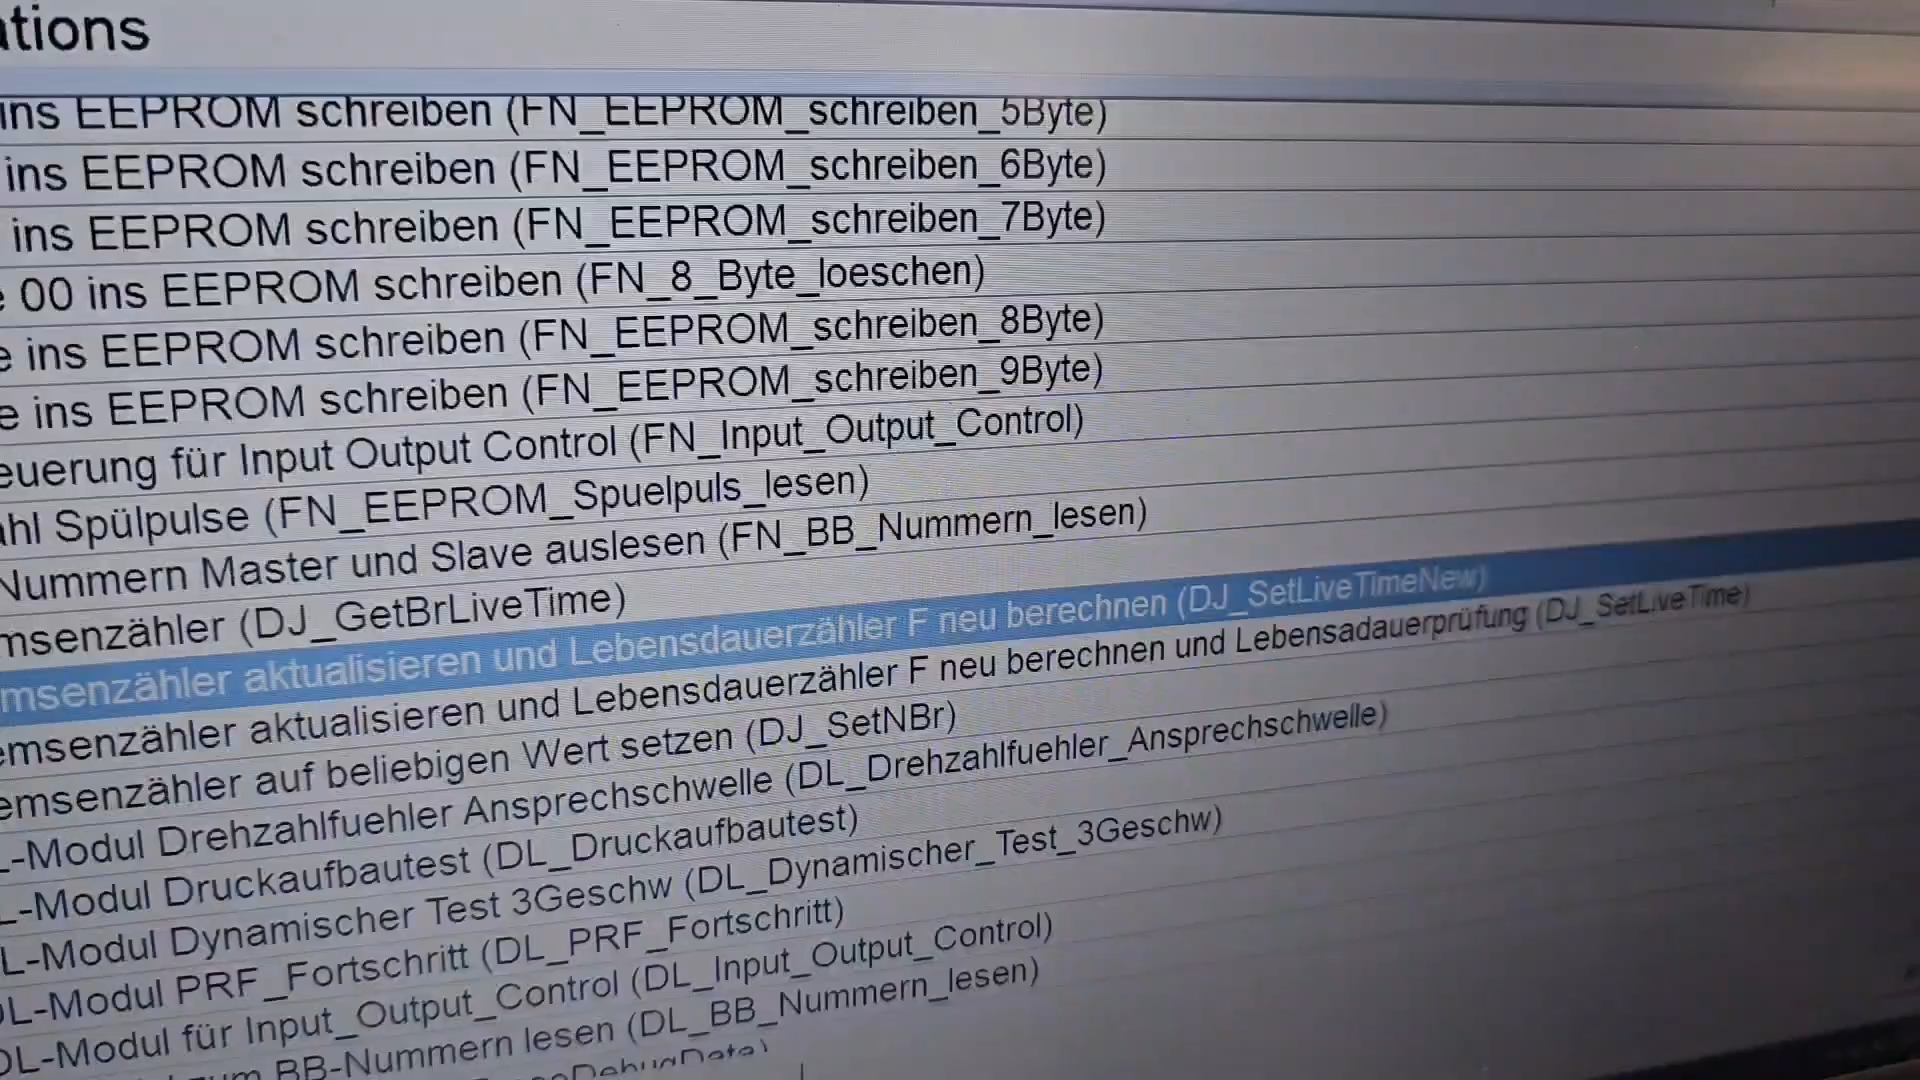 ations
ins EEPROM schreiben (FN_EEPROM_schreiben_5Byte)
ins EEPROM schreiben (FN_EEPROM_schreiben_6Byte)
ins EEPROM schreiben (FN_EEPROM_schreiben_7Byte)
e 00 ins EEPROM schreiben (FN_8_Byte_loeschen)
e ins EEPROM schreiben (FN_EEPROM_schreiben_8Byte)
e ins EEPROM schreiben (FN_EEPROM_schreiben_9Byte)
euerung für Input Output Control (FN_Input_Output_Control)
ahl Spülpulse (FN_EEPROM_Spuelpuls_lesen)
Nummern Master und Slave auslesen (FN_BB_Nummern_lesen)
msenzähler (DJ_GetBrLiveTime)
msenzähler aktualisieren und Lebensdauerzähler F neu berechnen (DJ_SetLiveTimeNew)
emsenzähler aktualisieren und Lebensdauerzähler F neu berechnen und Lebensadauerprüfung (DJ_SetLiveTime)
emsenzähler auf beliebigen Wert setzen (DJ_SetNBr)
L-Modul Drehzahlfuehler Ansprechschwelle (DL_Drehzahlfuehler_Ansprechschwelle)
L-Modul Druckaufbautest (DL_Druckaufbautest)
L-Modul Dynamischer Test 3Geschw (DL_Dynamischer_Test_3Geschw)
DL-Modul PRF_Fortschritt (DL_PRF_Fortschritt)
DL-Modul für Input_Output_Control (DL_Input_Output_Control)
zum BB-Nummern lesen (DL_BB_Nummern_lesen)